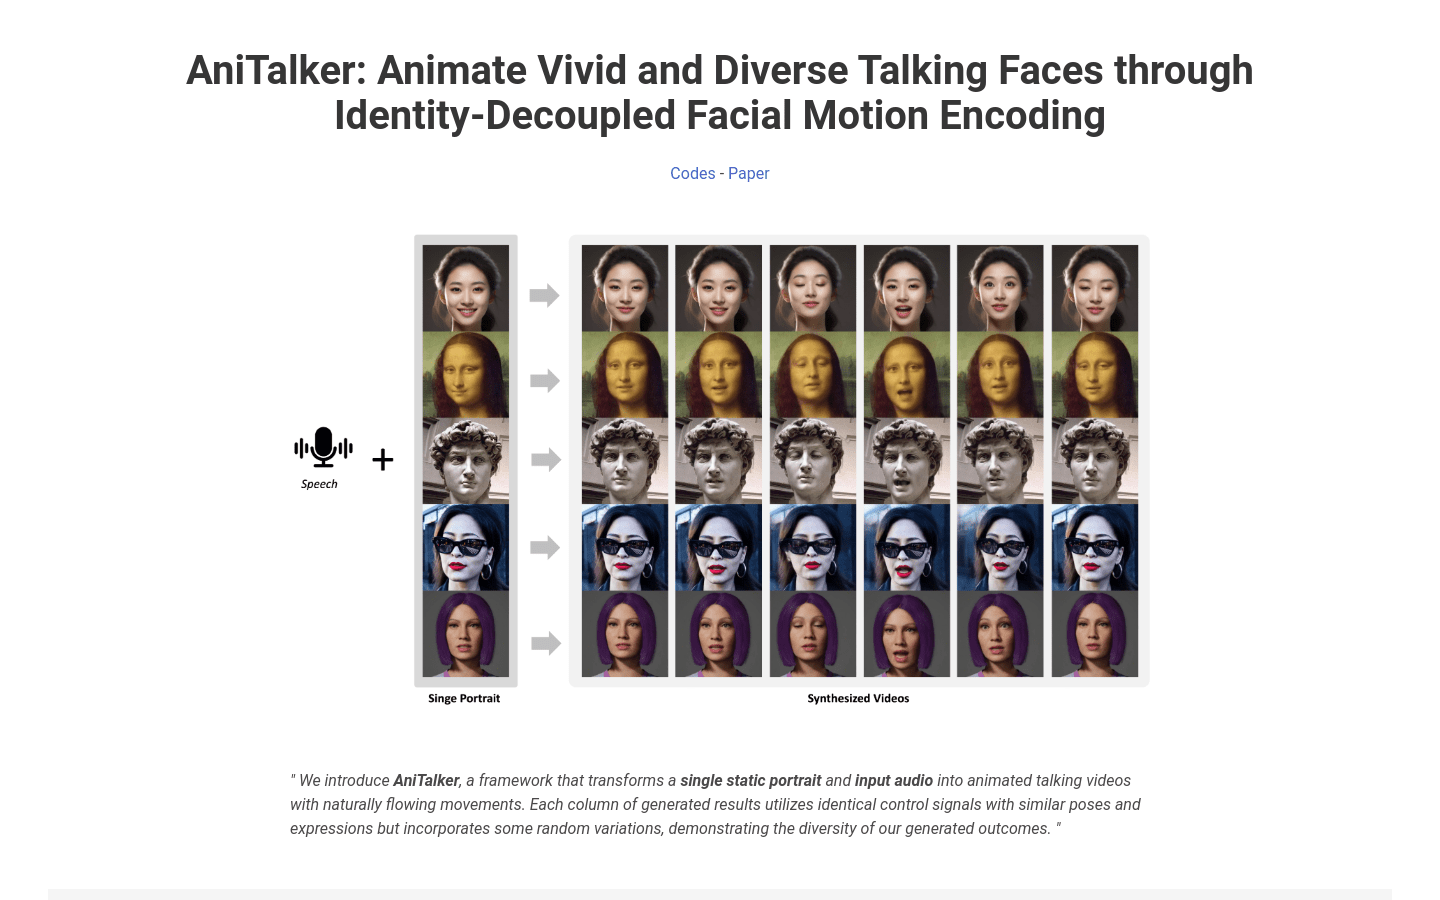 AniTalker: Animate Vivid and Diverse Talking Faces through
Identity-Decoupled Facial Motion Encoding
Codes - Paper
Speech
+
Singe Portrait
Synthesized Videos
" We introduce AniTalker, a framework that transforms a single static portrait and input audio into animated talking videos
with naturally flowing movements. Each column of generated results utilizes identical control signals with similar poses and
expressions but incorporates some random variations, demonstrating the diversity of our generated outcomes. "